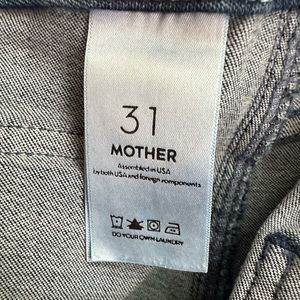 31
MOTHER
Assembled in USA
by both USA and foreign components
DO YOUR OWN LAUNDRY